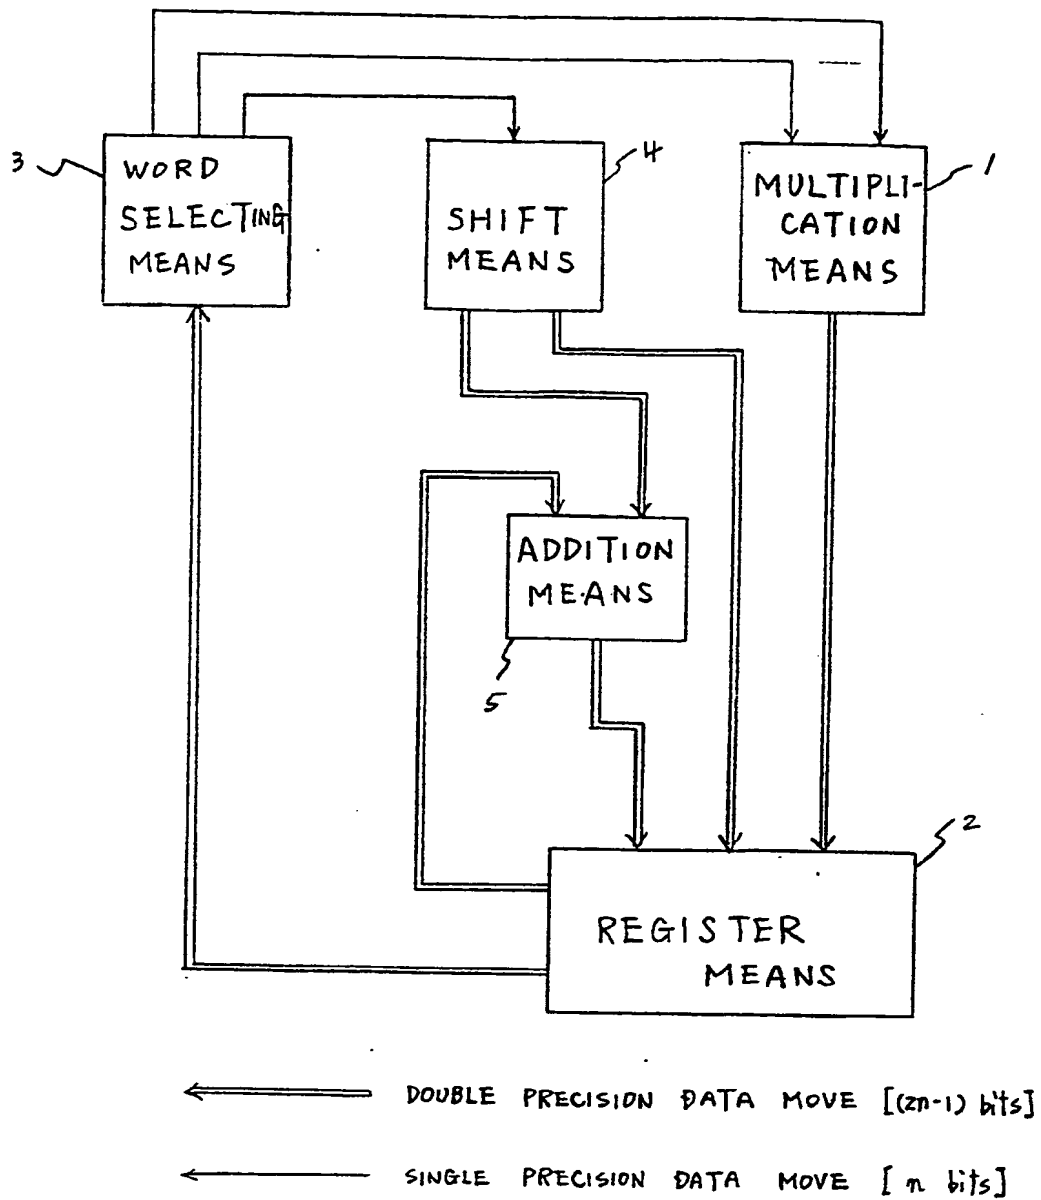 3
WORD
SELECTING
MEANS
4
SHIFT
MEANS
1
MULTIPLI-
CATION
MEANS
ADDITION
MEANS
5
2
REGISTER
MEANS
DOUBLE PRECISION DATA MOVE [(2n-1) bits]
SINGLE PRECISION DATA MOVE [ n bits]